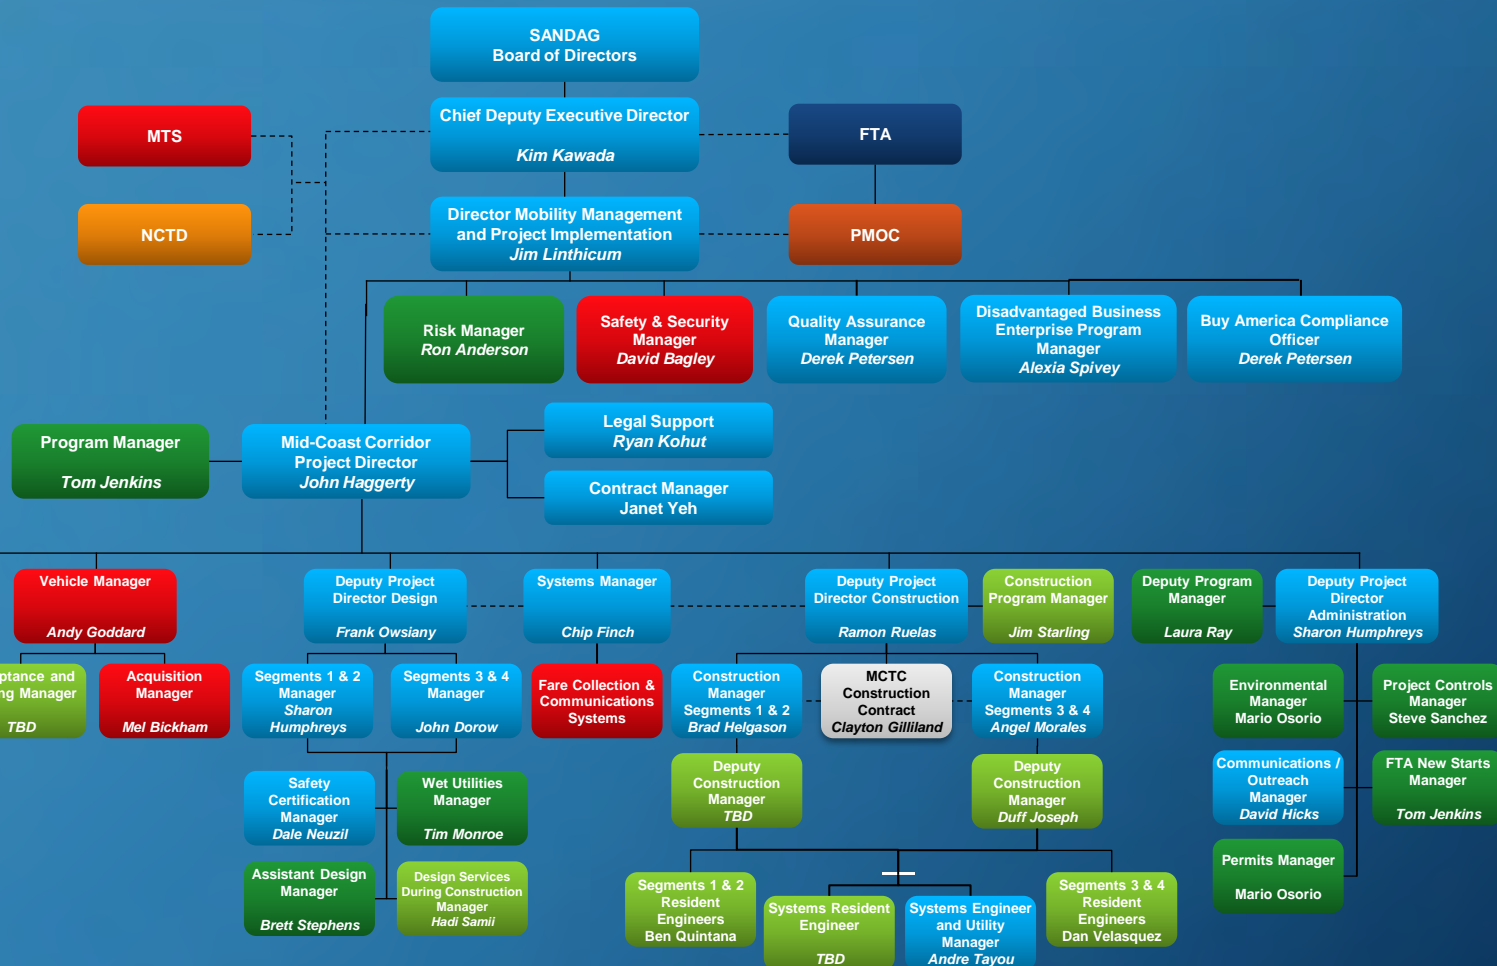 SANDAG
Board of Directors
Chief Deputy Executive Director
Kim Kawada
MTS
FTA
NCTD
Director Mobility Management
and Project Implementation
Jim Linthicum
PMOC
Risk Manager
Ron Anderson
Safety & Security
Manager
David Bagley
Quality Assurance
Manager
Derek Petersen
Disadvantaged Business
Enterprise Program
Manager
Alexia Spivey
Buy America Compliance
Officer
Derek Petersen
Program Manager
Tom Jenkins
Mid-Coast Corridor
Project Director
John Haggerty
Legal Support
Ryan Kohut
Contract Manager
Janet Yeh
Vehicle Manager
Andy Goddard
Deputy Project
Director Design
Frank Owsiany
Systems Manager
Chip Finch
Deputy Project
Director Construction
Ramon Ruelas
Construction
Program Manager
Jim Starling
Deputy Program
Manager
Laura Ray
Deputy Project
Director
Administration
Sharon Humphreys
ptance and
ng Manager
TBD
Acquisition
Manager
Mel Bickham
Segments 1 & 2
Manager
Sharon
Humphreys
Segments 3 & 4
Manager
John Dorow
Fare Collection &
Communications
Systems
Construction
Manager
Segments 1 & 2
Brad Helgason
MCTC
Construction
Contract
Clayton Gilliland
Construction
Manager
Segments 3 & 4
Angel Morales
Environmental
Manager
Mario Osorio
Project Controls
Manager
Steve Sanchez
Safety
Certification
Manager
Dale Neuzil
Wet Utilities
Manager
Tim Monroe
Deputy
Construction
Manager
TBD
Deputy
Construction
Manager
Duff Joseph
Communications /
Outreach
Manager
David Hicks
FTA New Starts
Manager
Tom Jenkins
Assistant Design
Manager
Brett Stephens
Design Services
During Construction
Manager
Hadi Samii
Segments 1 & 2
Resident
Engineers
Ben Quintana
Systems Resident
Engineer
TBD
Systems Engineer
and Utility
Manager
Andre Tayou
Segments 3 & 4
Resident
Engineers
Dan Velasquez
Permits Manager
Mario Osorio